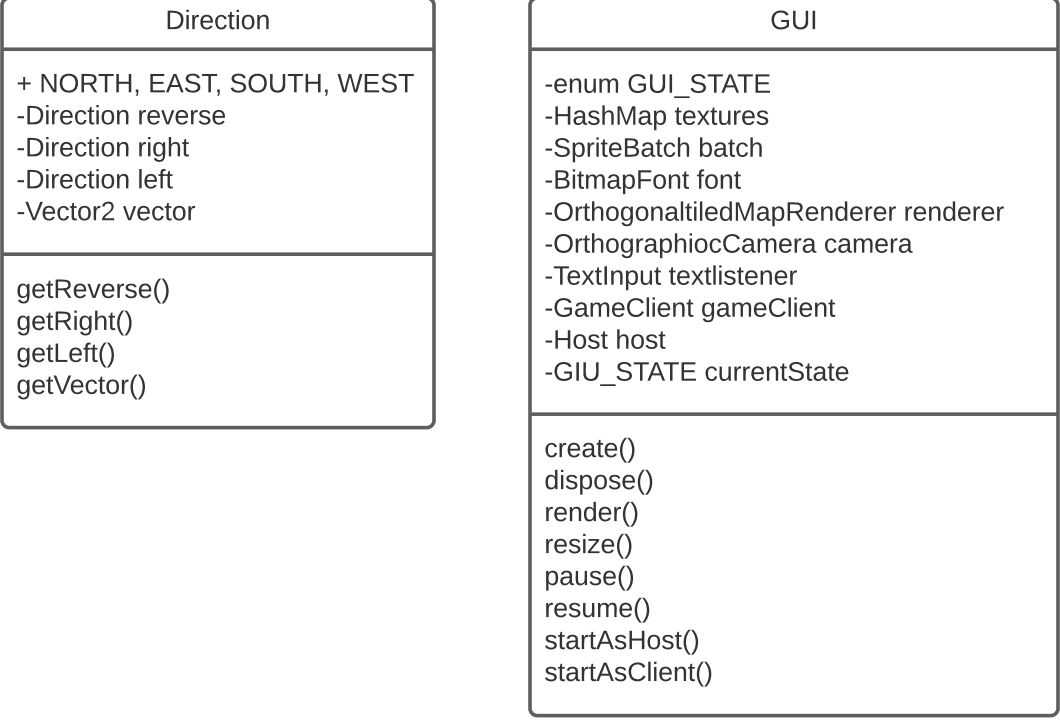 Direction
+ NORTH, EAST, SOUTH, WEST
-Direction reverse
-Direction right
-Direction left
-Vector2 vector
getReverse()
getRight()
getLeft()
getVector()
GUI
-enum GUI_STATE
-HashMap textures
-SpriteBatch batch
-BitmapFont font
-OrthogonaltiledMapRenderer renderer
-OrthographiocCamera camera
-TextInput textlistener
-GameClient gameClient
-Host host
-GIU_STATE currentState
create()
dispose()
render()
resize()
pause()
resume()
startAsHost()
startAsClient()